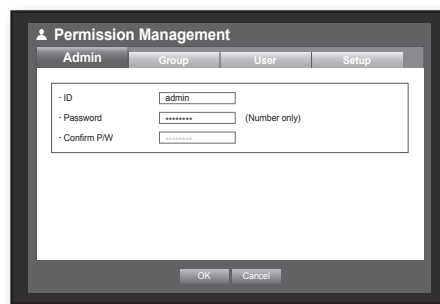 Permission Management
Admin Group User Setup
· ID admin
· Password •••••••• (Number only)
· Confirm P/W ••••••••
OK Cancel